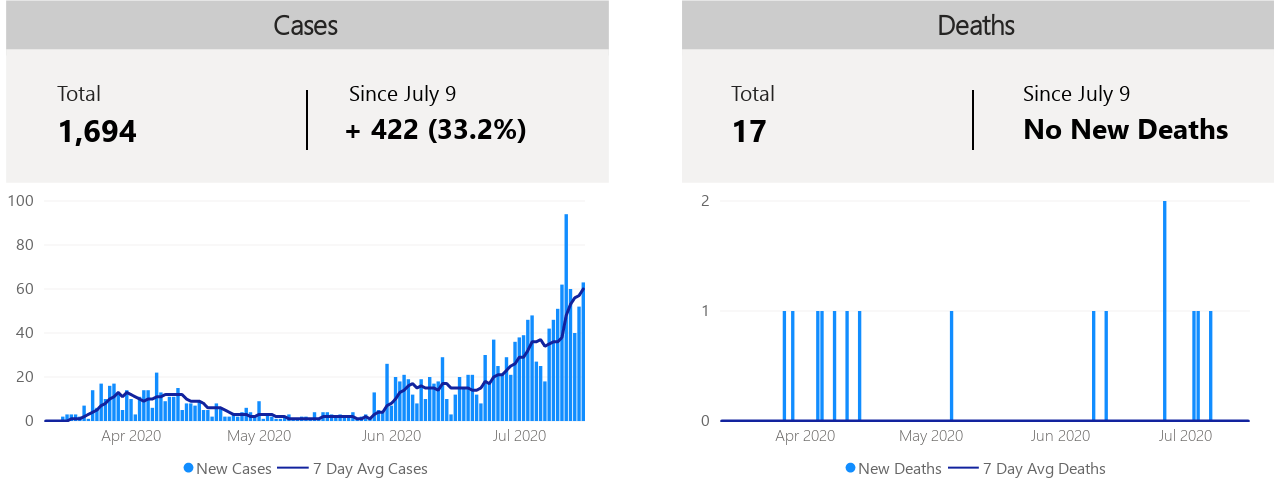 Cases
Total
1,694
Since July 9
+ 422 (33.2%)
100
80
60
40
20
0
Apr 2020
May 2020
Jun 2020
Jul 2020
New Cases
7 Day Avg Cases
Deaths
Total
17
Since July 9
No New Deaths
2
1
0
Apr 2020
May 2020
Jun 2020
Jul 2020
New Deaths
7 Day Avg Deaths